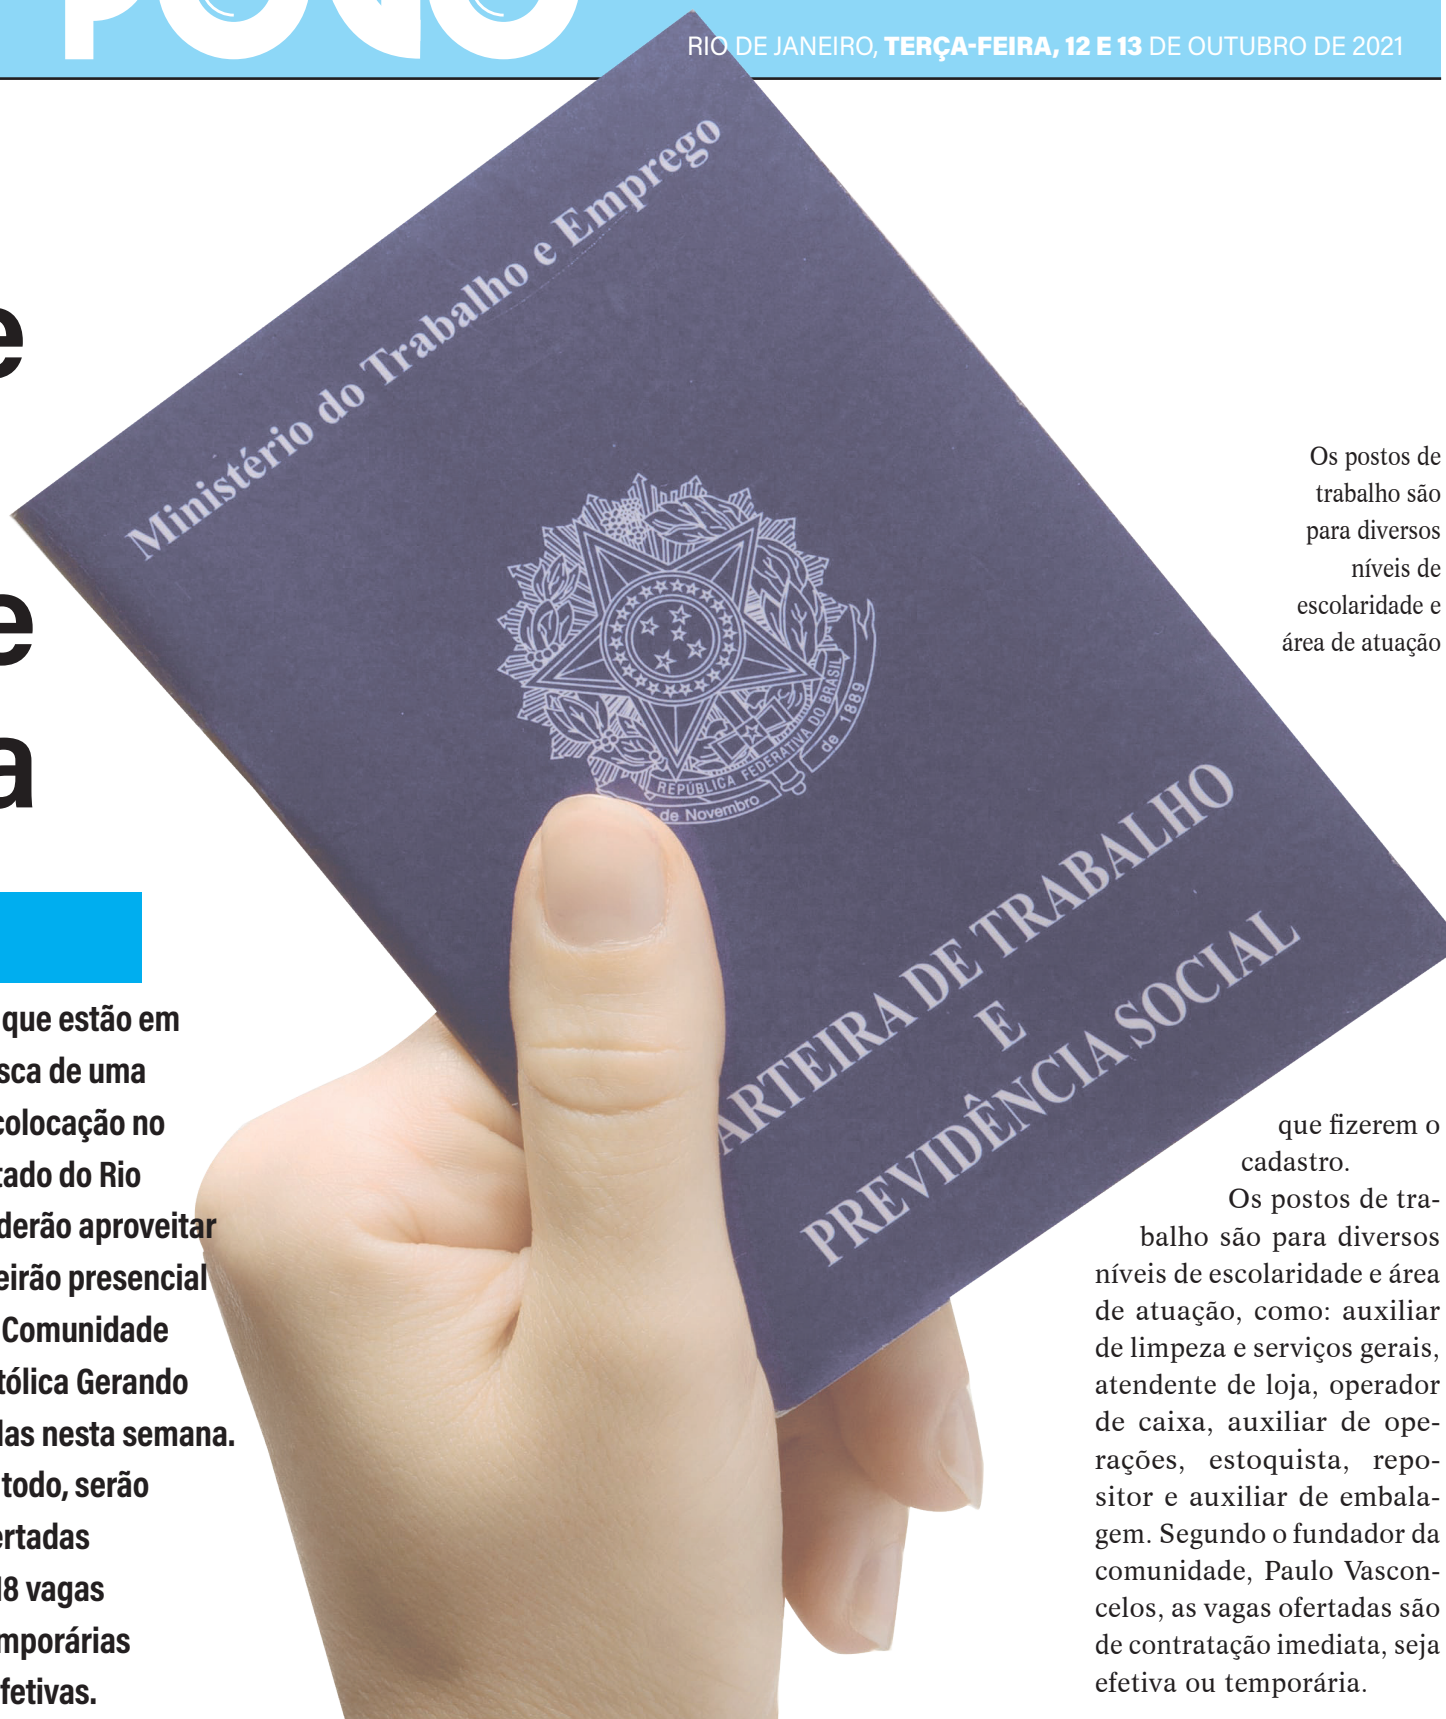 POVO
RIO DE JANEIRO, TERÇA-FEIRA, 12 E 13 DE OUTUBRO DE 2021
Ministério do Trabalho e Emprego
REPÚBLICA FEDERATIVA DO BRASIL
de Novembro de 1889
ARTEIRA DE TRABALHO
E
PREVIDÊNCIA SOCIAL
Os postos de
trabalho são
para diversos
níveis de
escolaridade e
área de atuação
e
e
a
que estão em
sca de uma
colocação no
tado do Rio
derão aproveitar
eirão presencial
Comunidade
tólica Gerando
das nesta semana.
todo, serão
ertadas
18 vagas
mporárias
fetivas.
que fizerem o
cadastro.
Os postos de tra-
balho são para diversos
níveis de escolaridade e área
de atuação, como: auxiliar
de limpeza e serviços gerais,
atendente de loja, operador
de caixa, auxiliar de ope-
rações, estoquista, repo-
sitor e auxiliar de embala-
gem. Segundo o fundador da
comunidade, Paulo Vascon-
celos, as vagas ofertadas são
de contratação imediata, seja
efetiva ou temporária.